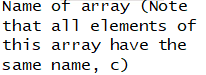 Name of array (Note
that all elements of
this array have the
same name, c)